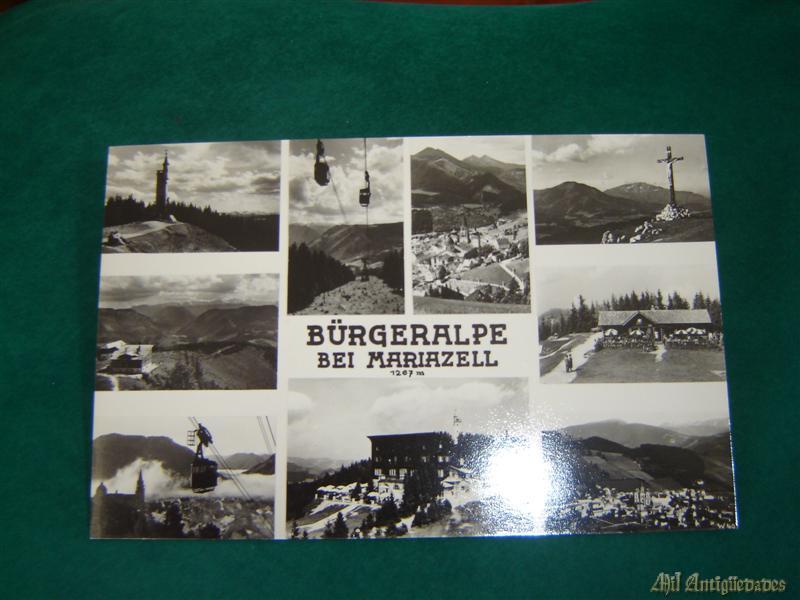 BÜRGERALPE
BEI MARIAZELL
1267 m
Mil Antigüedades